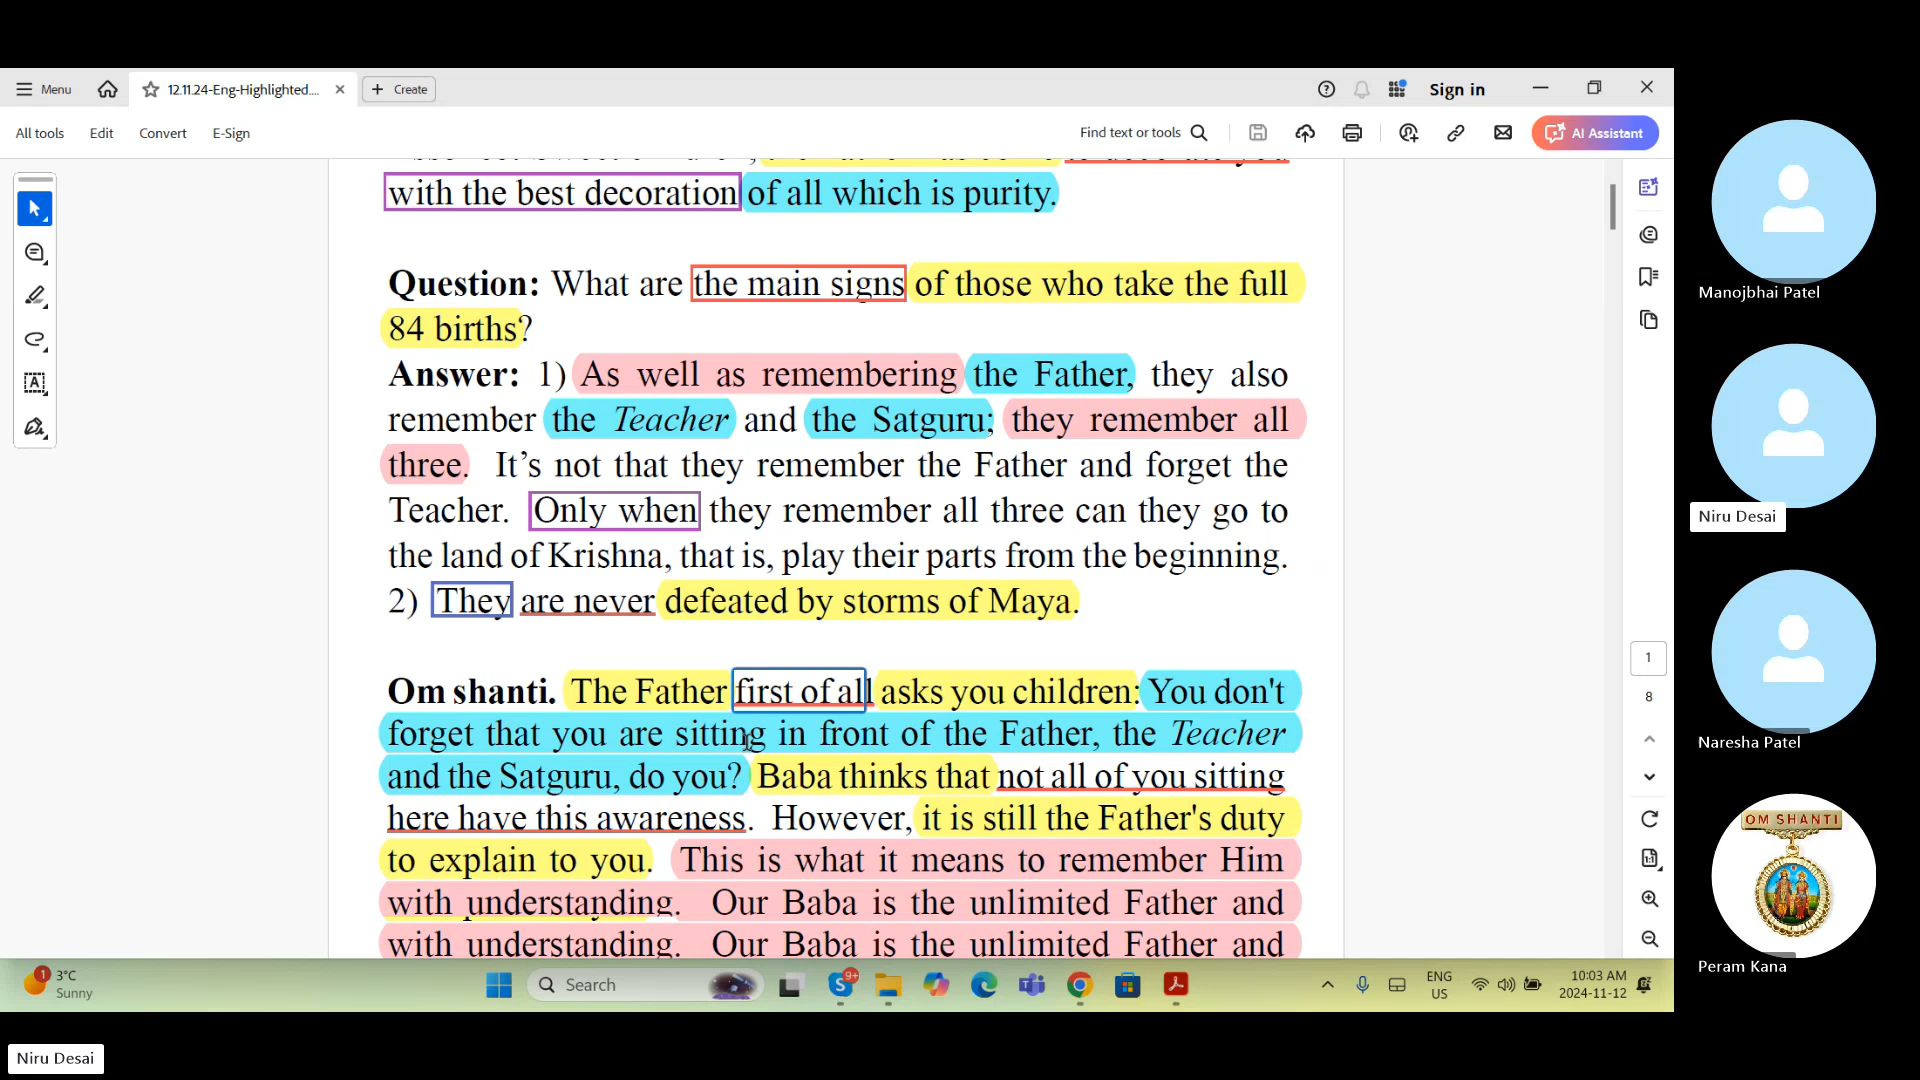 Menu
12.11.24-Eng-Highlighted....
Create
Sign in
All tools
Edit
Convert
E-Sign
Find text or tools
AI Assistant
with the best decoration of all which is purity.
Question: What are the main signs of those who take the full
84 births?
Answer: 1) As well as remembering the Father, they also
remember the Teacher and the Satguru; they remember all
three. It’s not that they remember the Father and forget the
Teacher. Only when they remember all three can they go to
the land of Krishna, that is, play their parts from the beginning.
2) They are never defeated by storms of Maya.
Om shanti. The Father first of all asks you children: You don't
forget that you are sitting in front of the Father, the Teacher
and the Satguru, do you? Baba thinks that not all of you sitting
here have this awareness. However, it is still the Father's duty
to explain to you. This is what it means to remember Him
with understanding. Our Baba is the unlimited Father and
with understanding. Our Baba is the unlimited Father and
1
8
1:1
Manojbhai Patel
Niru Desai
Naresha Patel
OM SHANTI
Peram Kana
1
3°C
Sunny
Search
9+
ENG
US
10:03 AM
2024-11-12
Niru Desai